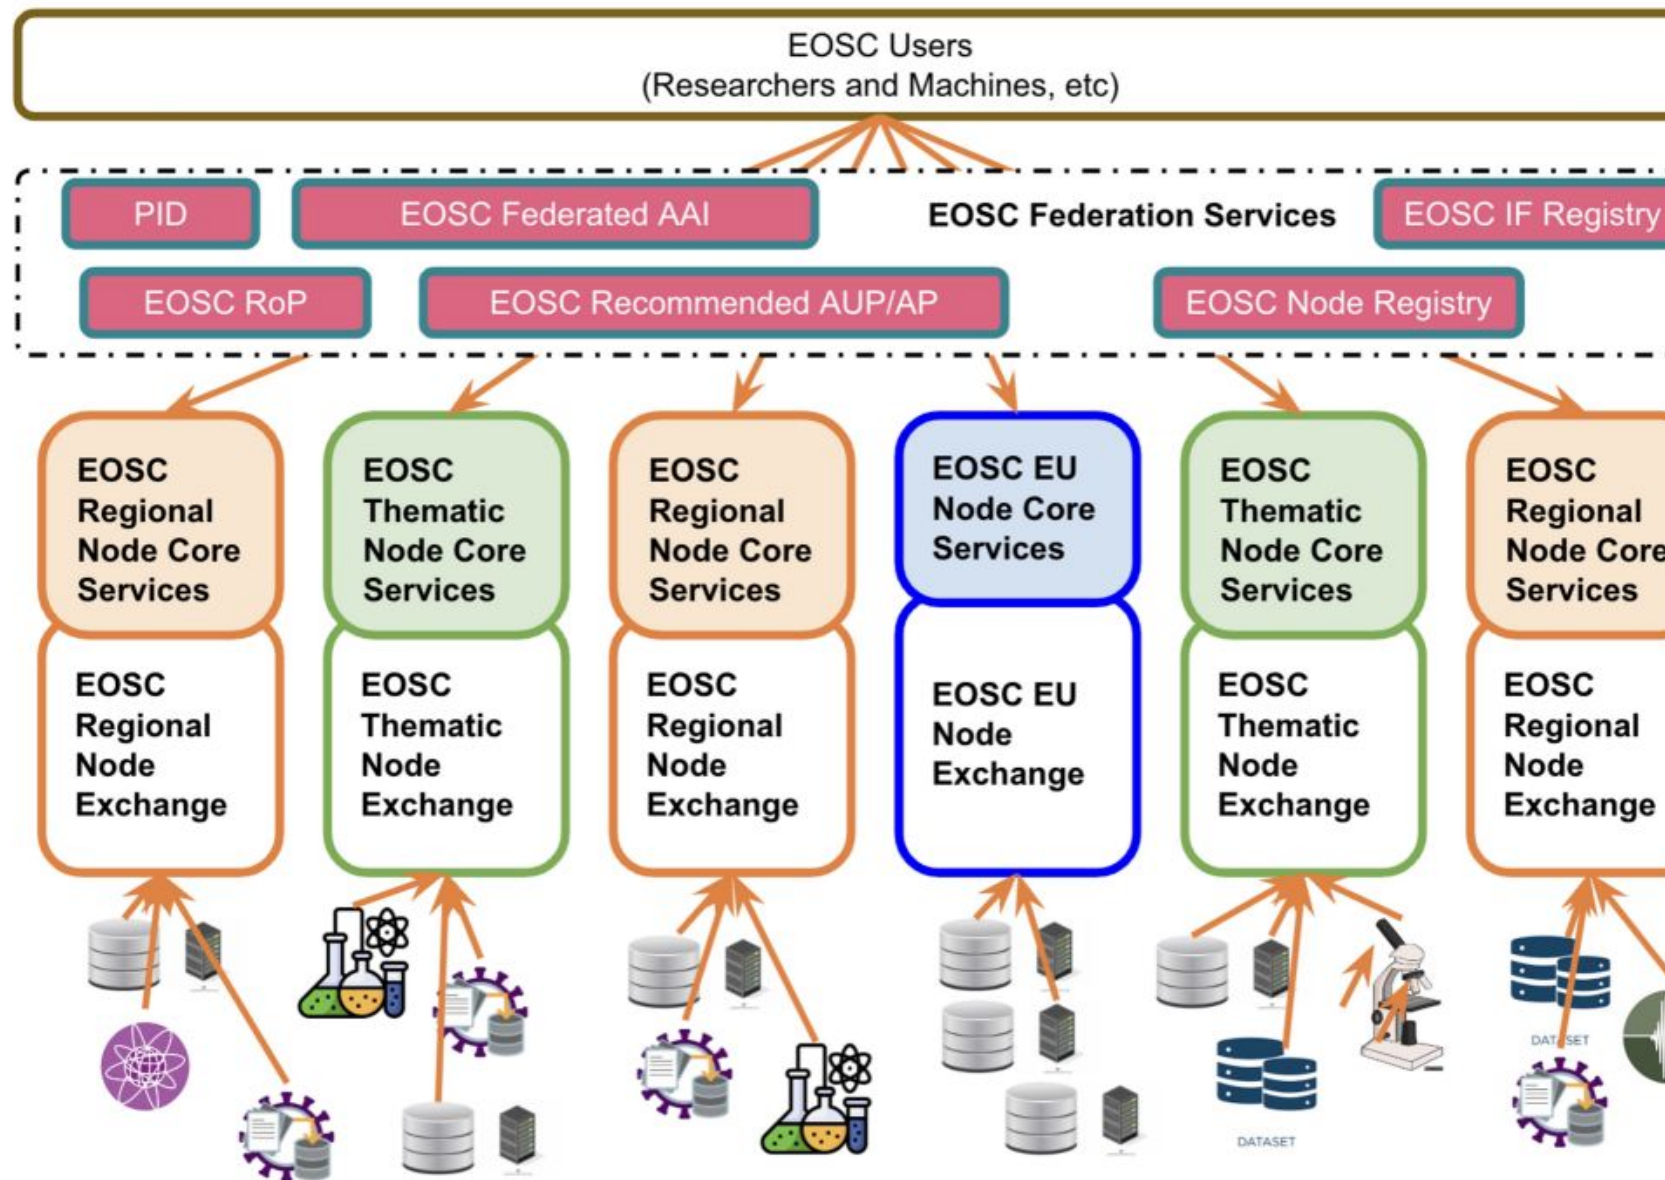 EOSC Users
(Researchers and Machines, etc)
PID
EOSC Federated AAI
EOSC Federation Services
EOSC IF Registry
EOSC RoP
EOSC Recommended AUP/AP
EOSC Node Registry
EOSC
Regional
Node Core
Services
EOSC
Thematic
Node Core
Services
EOSC
Regional
Node Core
Services
EOSC EU
Node Core
Services
EOSC
Thematic
Node Core
Services
EOSC
Regional
Node Core
Services
EOSC
Regional
Node
Exchange
EOSC
Thematic
Node
Exchange
EOSC
Regional
Node
Exchange
EOSC EU
Node
Exchange
EOSC
Thematic
Node
Exchange
EOSC
Regional
Node
Exchange
DATASET
DATASET